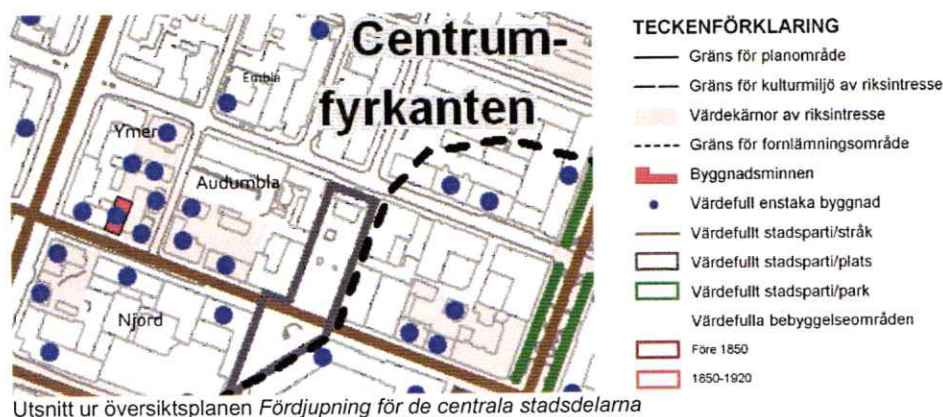 Centrum-
fyrkanten
Embla
Ymer
Audumbla
Njord
TECKENFÖRKLARING
Gräns för planområde
Gräns för kulturmiljö av riksintresse
Värdekärnor av riksintresse
Gräns för fornlämningsområde
Byggnadsminnen
Värdefull enstaka byggnad
Värdefullt stadsparti/stråk
Värdefullt stadsparti/plats
Värdefullt stadsparti/park
Värdefulla bebyggelseområden
Före 1850
1850-1920
Utsnitt ur översiktsplanen Fördjupning för de centrala stadsdelarna